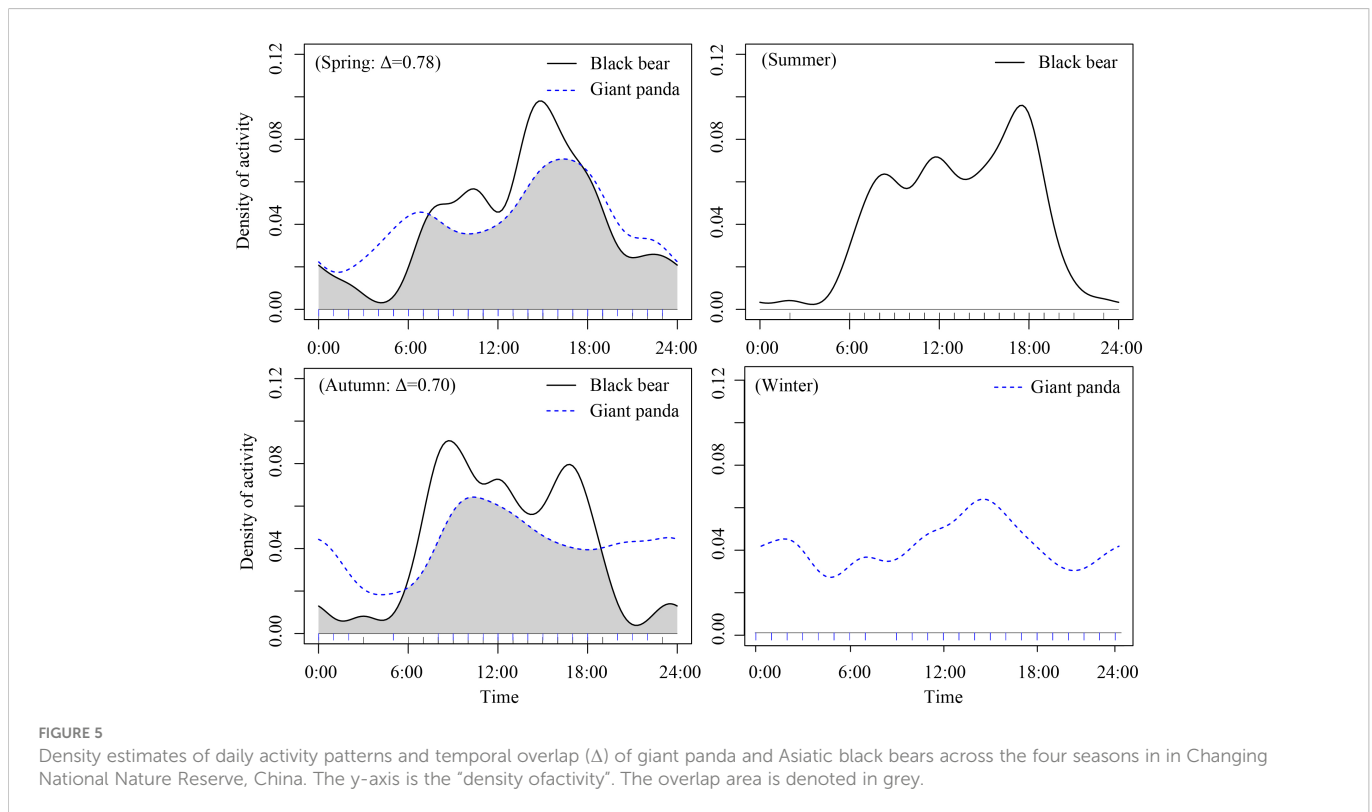 (Spring: Δ=0.78)
Black bear
Giant panda
Density of activity
0.12
0.08
0.04
0.00
0:00 6:00 12:00 18:00 24:00
(Summer)
Black bear
0.12
0.08
0.04
0.00
0:00 6:00 12:00 18:00 24:00
(Autumn: Δ=0.70)
Black bear
Giant panda
Density of activity
0.12
0.08
0.04
0.00
0:00 6:00 12:00 18:00 24:00
Time
(Winter)
Giant panda
0.12
0.08
0.04
0.00
0:00 6:00 12:00 18:00 24:00
Time
FIGURE 5
Density estimates of daily activity patterns and temporal overlap (Δ) of giant panda and Asiatic black bears across the four seasons in in Changing
National Nature Reserve, China. The y-axis is the “density ofactivity”. The overlap area is denoted in grey.